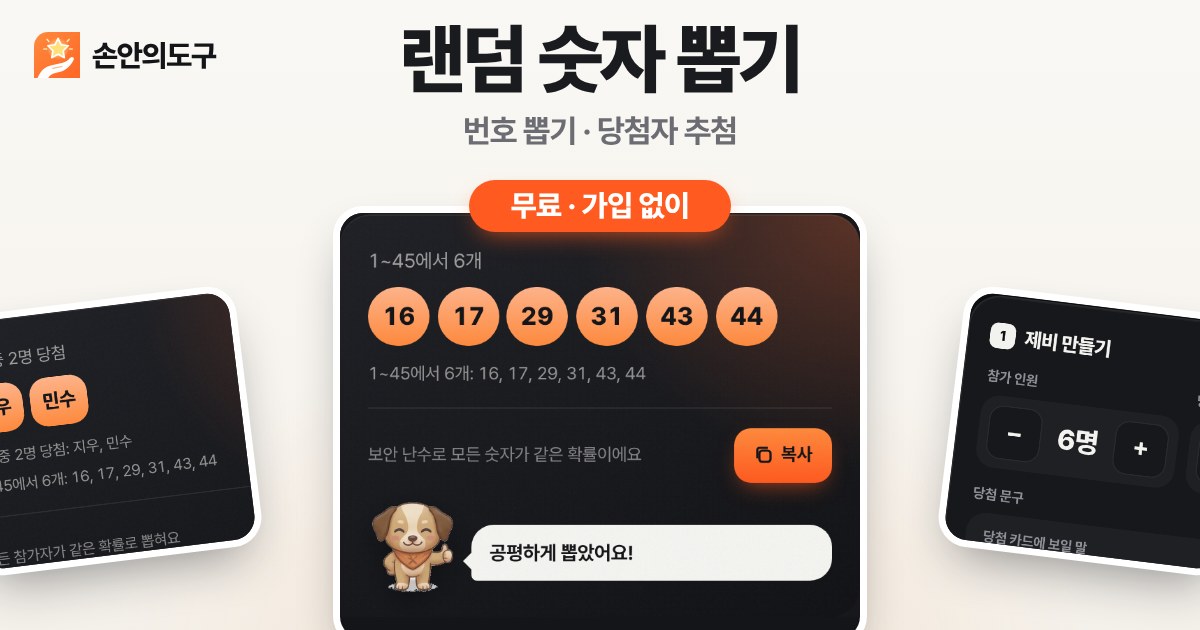 손안의도구
랜덤 숫자 뽑기
번호 뽑기 · 당첨자 추첨
무료 · 가입 없이
1~45에서 6개
16 17 29 31 43 44
1~45에서 6개: 16, 17, 29, 31, 43, 44
보안 난수로 모든 숫자가 같은 확률이에요
복사
공평하게 뽑았어요!
2명 당첨
민수
2명 당첨: 지우, 민수
6개: 16, 17, 29, 31, 43, 44
참가자가 같은 확률로 뽑혀요
1 제비 만들기
참가 인원
− 6명 +
당첨 문구
당첨 카드에 보일 말